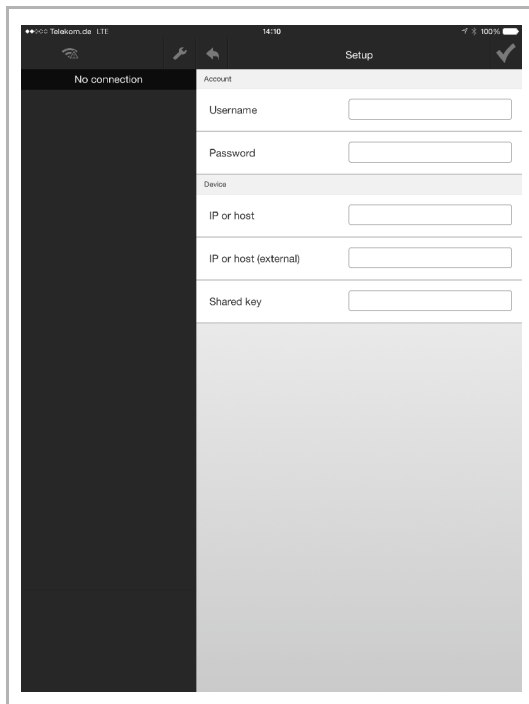 Telekom.de LTE 14:10 100%
Setup
No connection
Account
Username
Password
Device
IP or host
IP or host (external)
Shared key